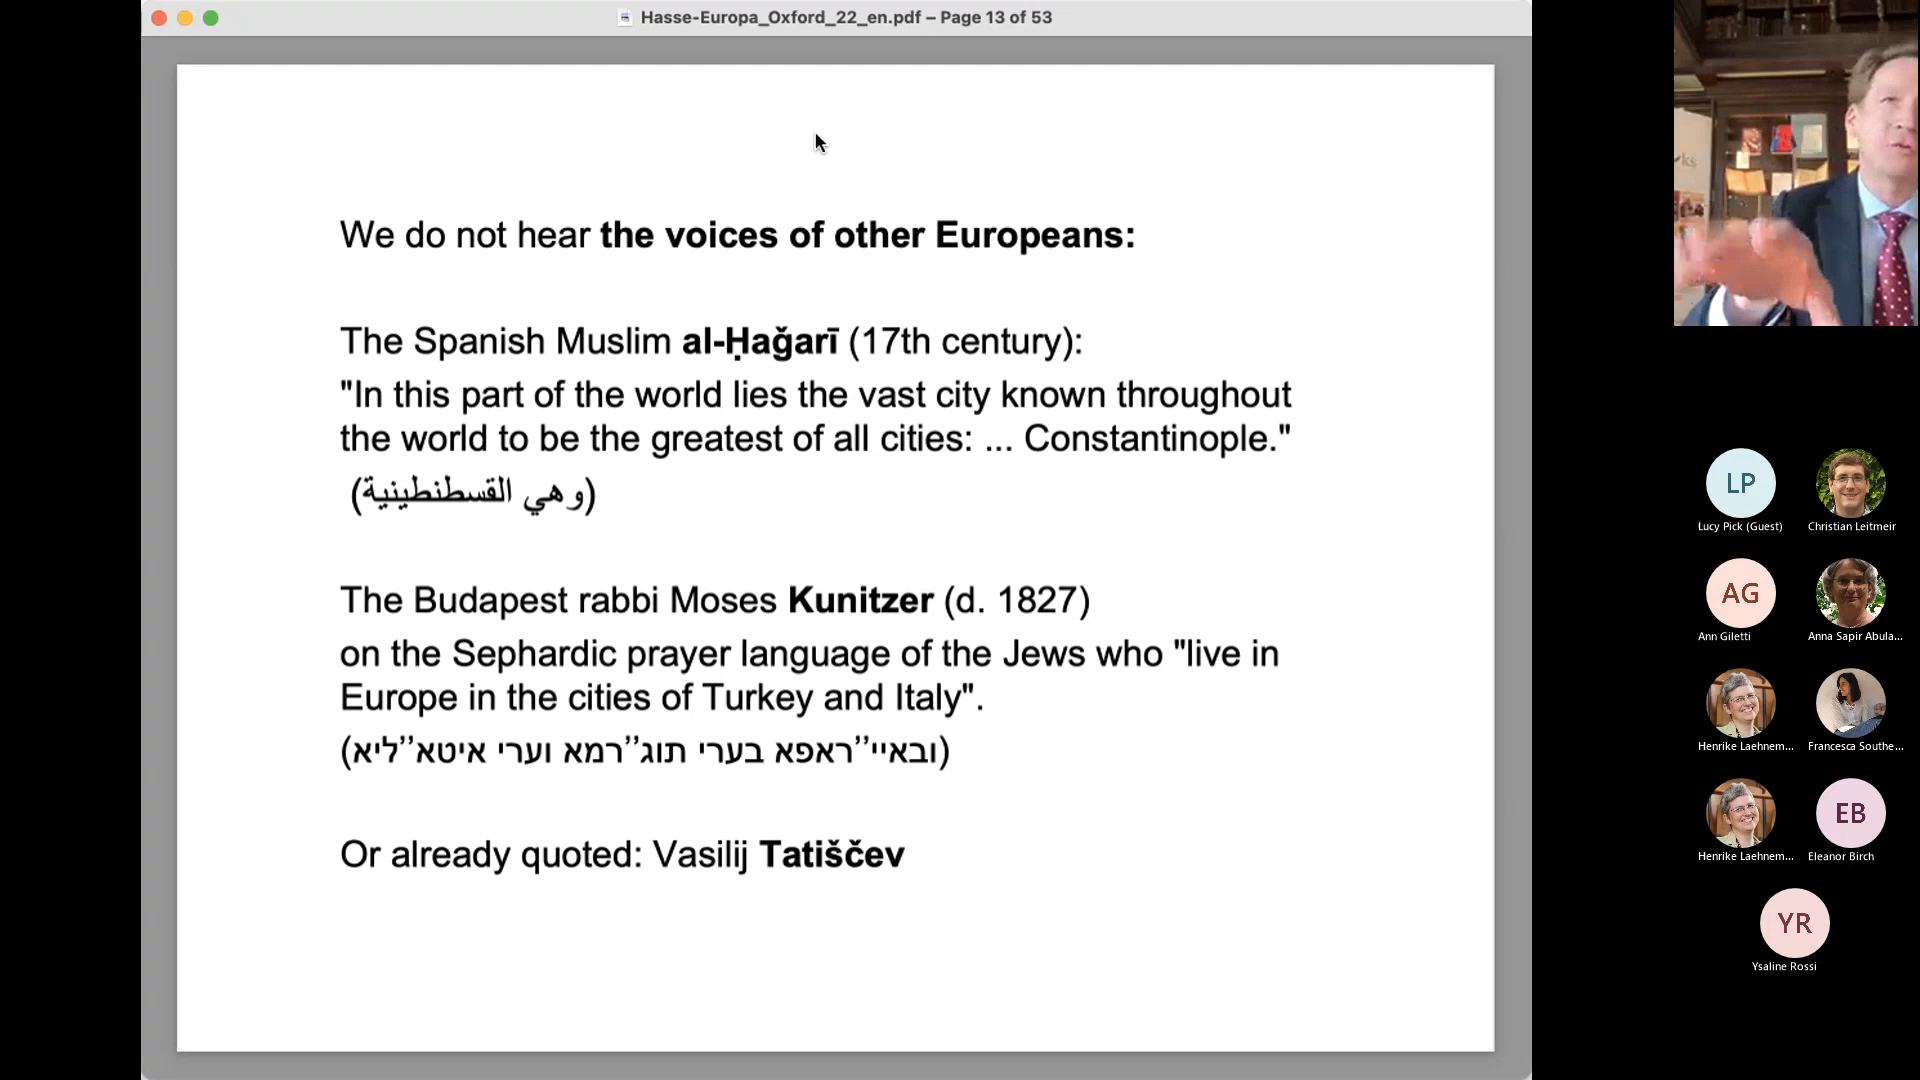 Hasse-Europa_Oxford_22_en.pdf – Page 13 of 53
We do not hear the voices of other Europeans:
The Spanish Muslim al-Ḥağarī (17th century):
"In this part of the world lies the vast city known throughout
the world to be the greatest of all cities: ... Constantinople."
(وهي القسطنطينية)
The Budapest rabbi Moses Kunitzer (d. 1827)
on the Sephardic prayer language of the Jews who "live in
Europe in the cities of Turkey and Italy".
(ובאיי’’ראפא בערי תוג’’רמא וערי איטא’’ליא)
Or already quoted: Vasilij Tatiščev
ks
LP
Lucy Pick (Guest)
Christian Leitmeir
AG
Ann Giletti
Anna Sapir Abula...
Henrike Laehnem...
Francesca Southe...
Henrike Laehnem...
EB
Eleanor Birch
YR
Ysaline Rossi